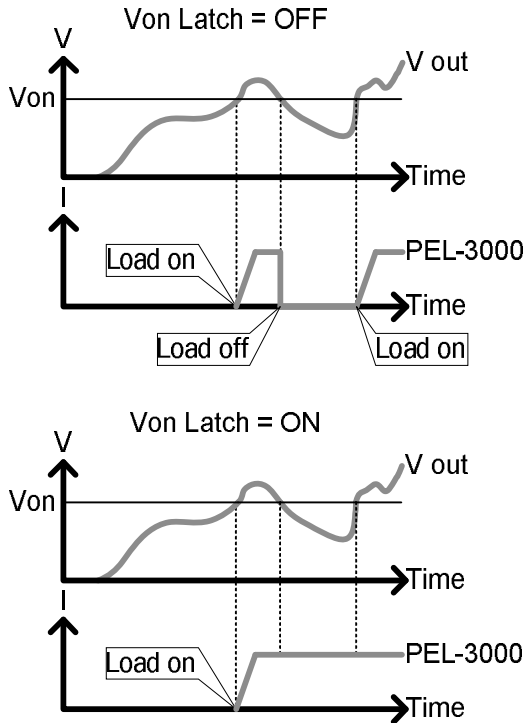 Von Latch = OFF
V
V out
Von
Time
I
PEL-3000
Load on
Time
Load off
Load on
Von Latch = ON
V
V out
Von
Time
I
PEL-3000
Load on
Time